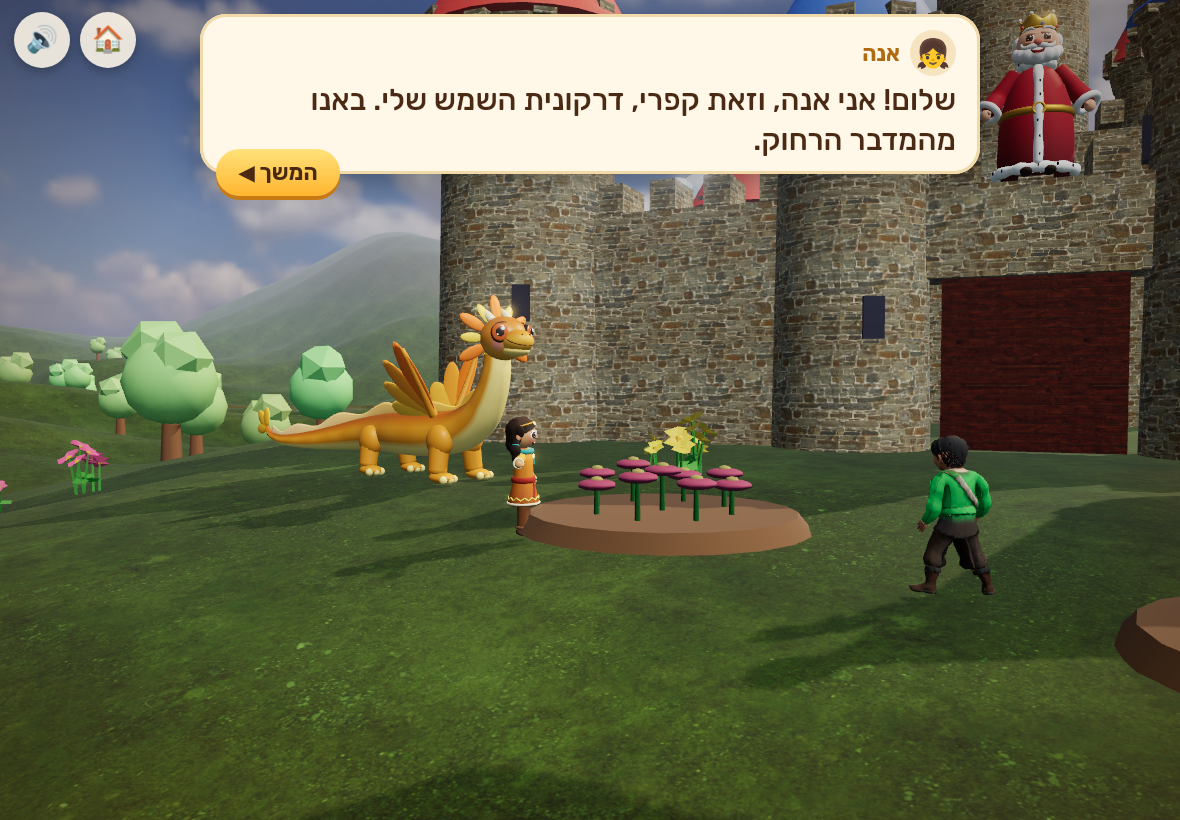 אנה
שלום! אני אנה, וזאת קפרי, דרקונית השמש שלי. באנו
מהמדבר הרחוק.
המשך ◀